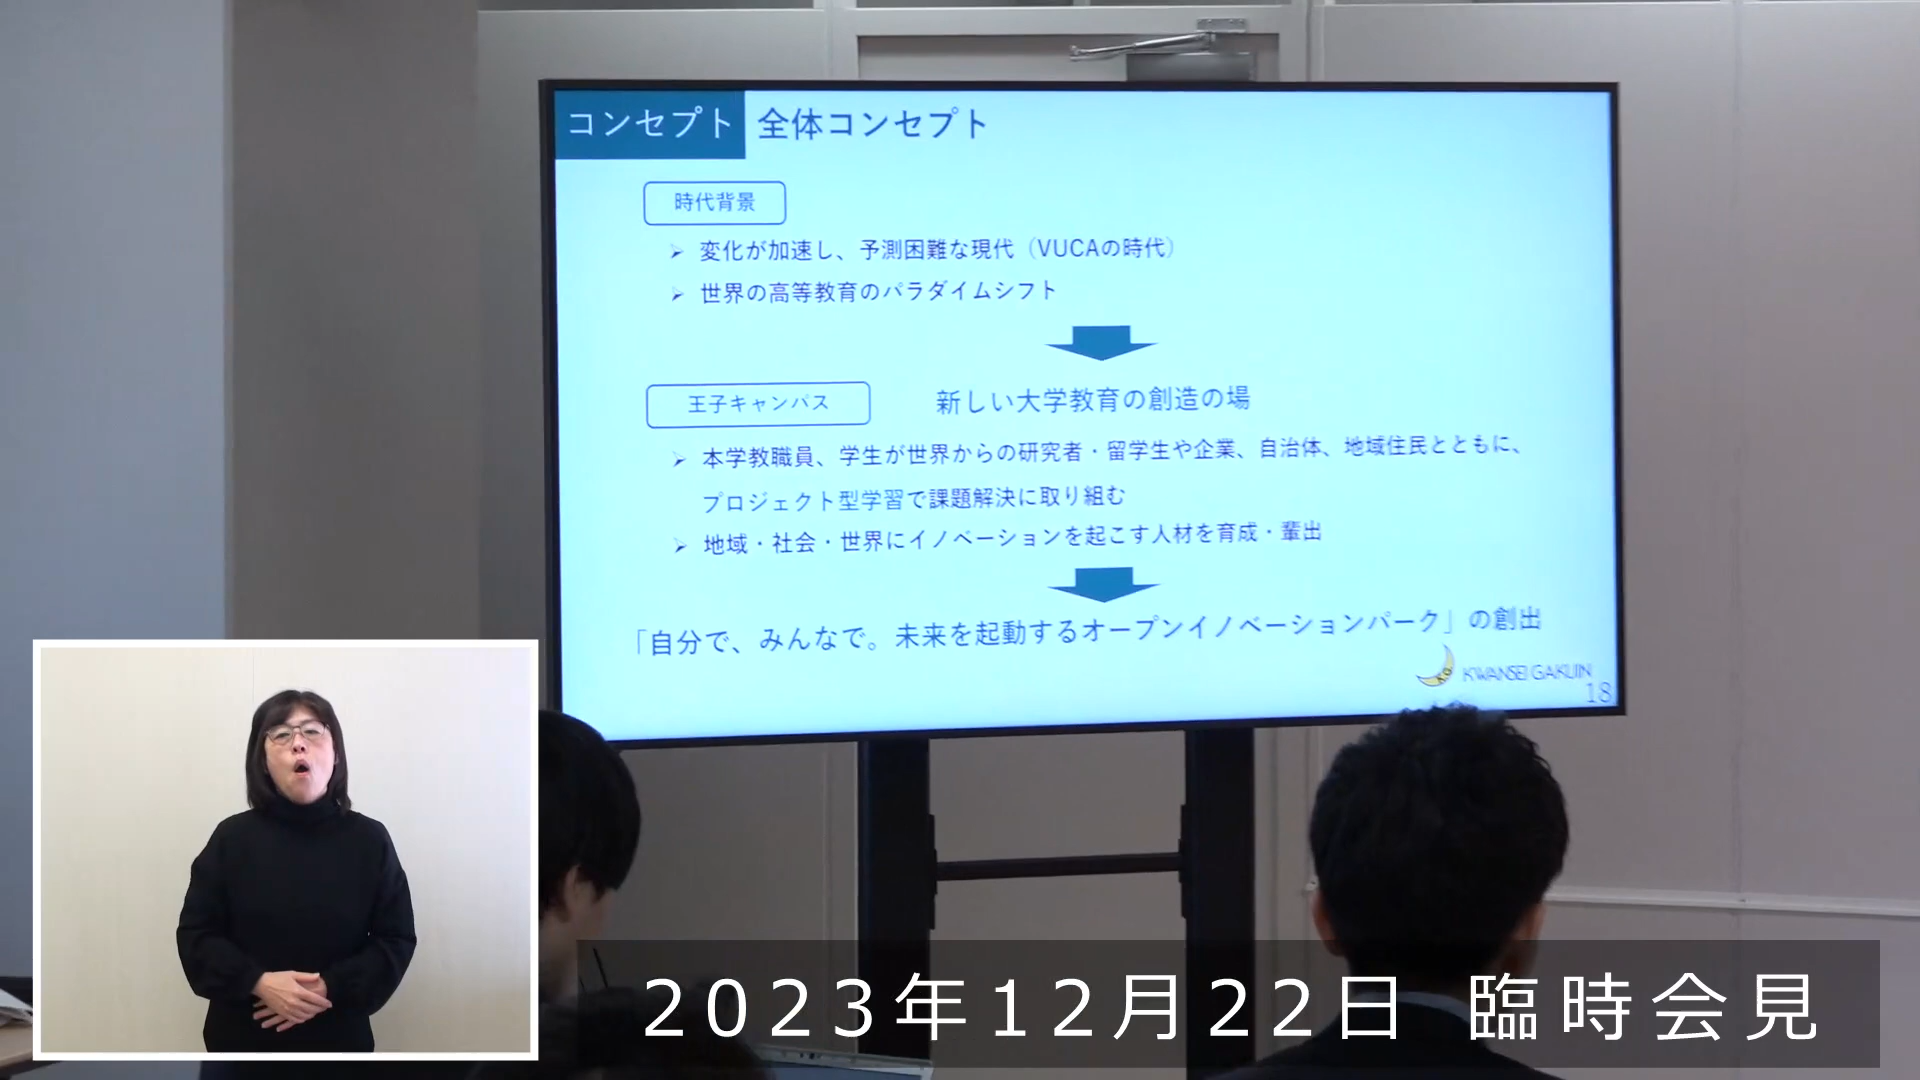 コンセプト 全体コンセプト
時代背景
変化が加速し、予測困難な現代（VUCAの時代）
世界の高等教育のパラダイムシフト
王子キャンパス 新しい大学教育の創造の場
本学教職員、学生が世界からの研究者・留学生や企業、自治体、地域住民とともに、
プロジェクト型学習で課題解決に取り組む
地域・社会・世界にイノベーションを起こす人材を育成・輩出
「自分で、みんなで。未来を起動するオープンイノベーションパーク」の創出
KG KWANSEI GAKUIN
18
2023年12月22日 臨時会見